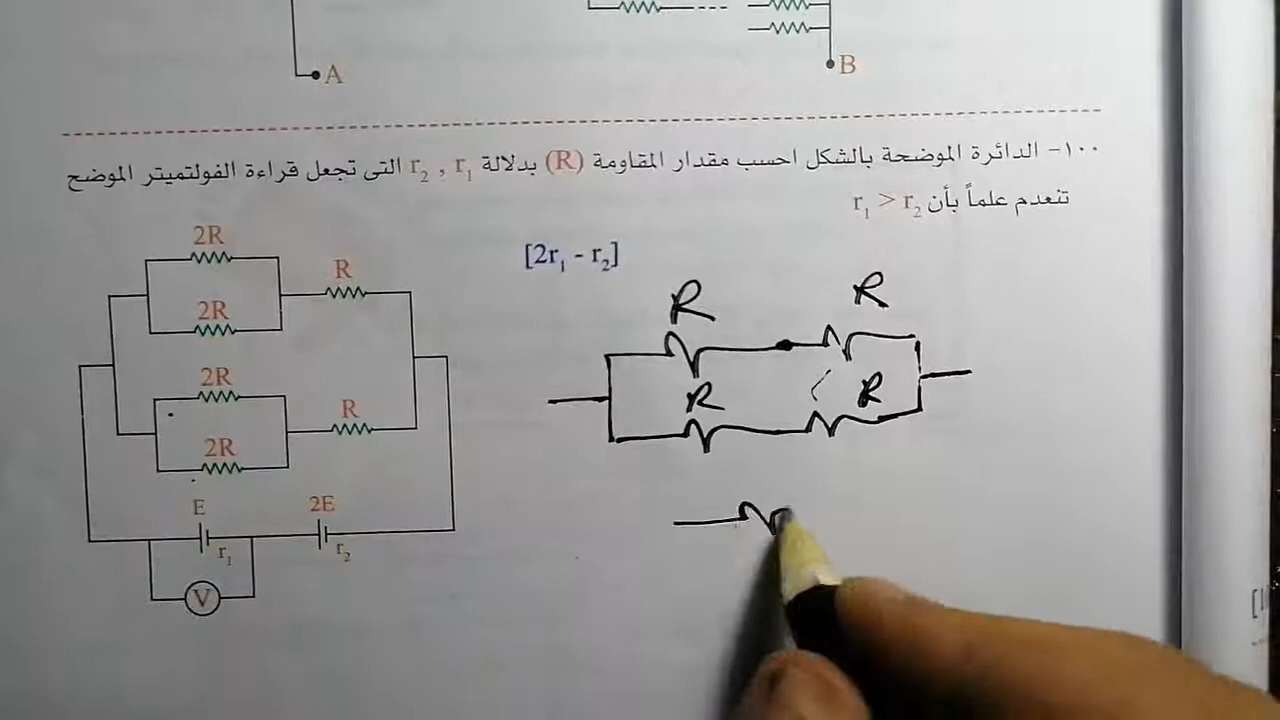 A
B
١٠٠- الدائرة الموضحة بالشكل احسب مقدار المقاومة (R) بدلالة r₁ , r₂ التى تجعل قراءة الفولتميتر الموضح
تنعدم علماً بأن r₁ > r₂
[2r₁ - r₂]
2R
R
2R
2R
R
2R
E
2E
r₁
r₂
V
R
R
R
R